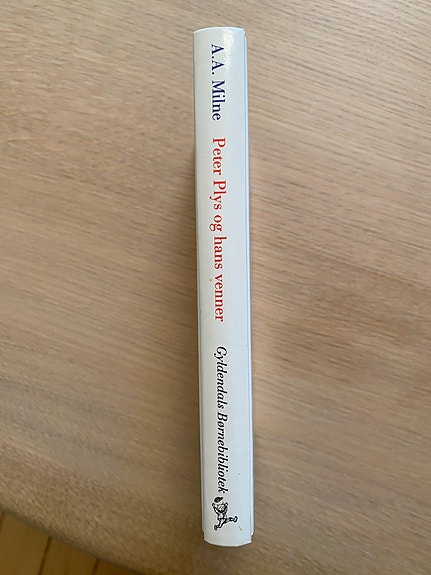 A.A. Milne Peter Plys og hans venner Gyldendals Børnebibliotek